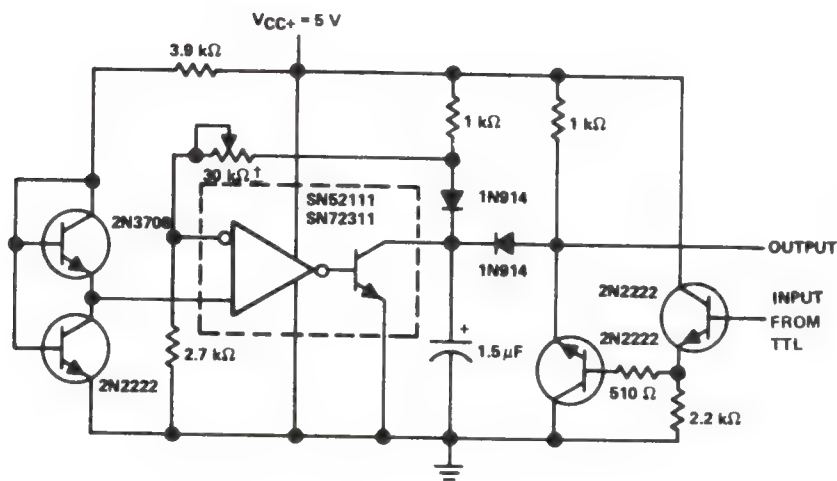 VCC+ = 5 V
3.9 kΩ
1 kΩ
1 kΩ
30 kΩ †
SN52111
SN72311
1N914
2N3708
OUTPUT
1N914
2N2222
INPUT
FROM
TTL
2N2222
2.7 kΩ
+
1.5 μF
510 Ω
2N2222
2.2 kΩ